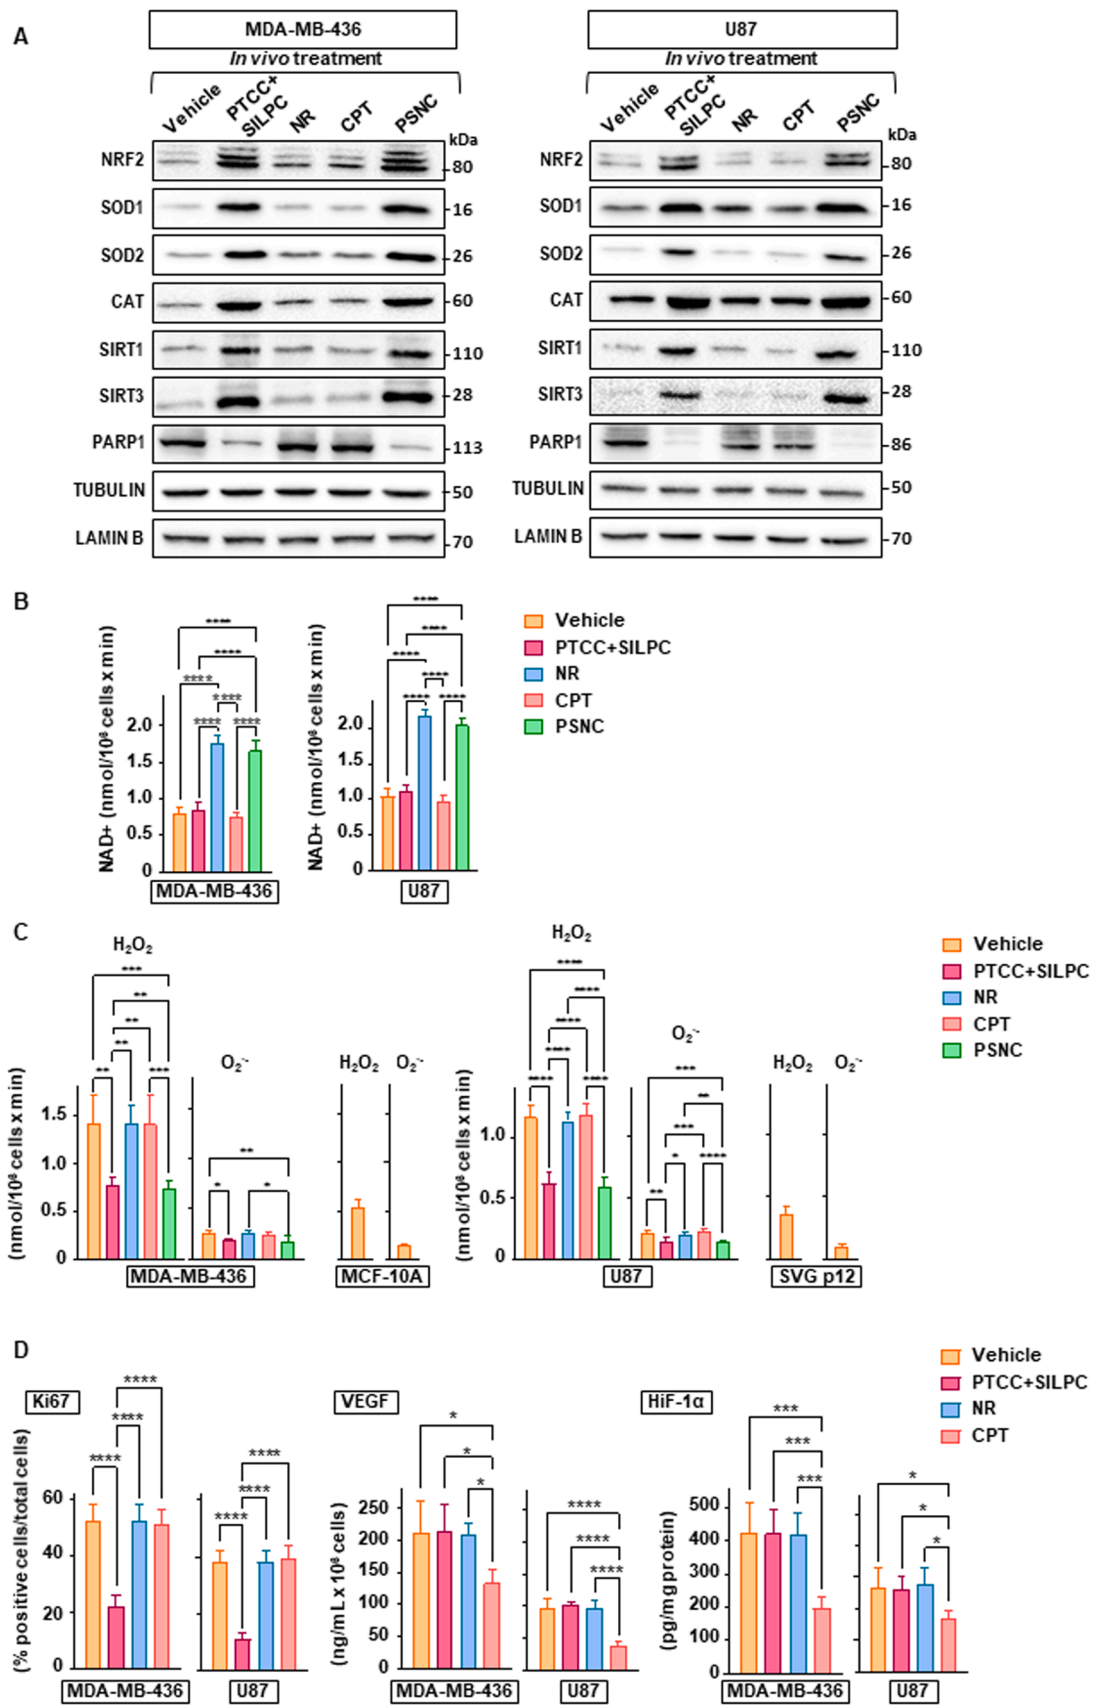 A
MDA-MB-436
U87
In vivo treatment
In vivo treatment
Vehicle
PTCC+
SILPC
NR
CPT
PSNC
kDa
Vehicle
PTCC+
SILPC
NR
CPT
PSNC
kDa
NRF2
80
NRF2
80
SOD1
16
SOD1
16
SOD2
26
SOD2
26
CAT
60
CAT
60
SIRT1
110
SIRT1
110
SIRT3
28
SIRT3
28
PARP1
113
PARP1
86
TUBULIN
50
TUBULIN
50
LAMIN B
70
LAMIN B
70
B
NAD+ (nmol/10⁶ cells x min)
2.0
1.5
1.0
0.5
0
****
****
****
****
****
****
MDA-MB-436
NAD+ (nmol/10⁶ cells x min)
2.0
1.5
1.0
0.5
0
****
****
****
****
****
****
U87
Vehicle
PTCC+SILPC
NR
CPT
PSNC
C
(nmol/10⁶ cells x min)
H₂O₂
1.5
1.0
0.5
0
***
**
**
**
**
***
O₂·-
**
*
*
MDA-MB-436
H₂O₂
O₂·-
MCF-10A
H₂O₂
1.0
0.5
0
****
****
****
****
****
****
O₂·-
***
**
***
*
****
**
U87
H₂O₂
O₂·-
SVG p12
Vehicle
PTCC+SILPC
NR
CPT
PSNC
D
Ki67
(% positive cells/total cells)
60
40
20
0
****
****
****
MDA-MB-436
****
****
****
U87
VEGF
(ng/mL x 10⁶ cells)
250
200
150
100
50
0
*
*
*
MDA-MB-436
****
****
****
U87
HiF-1α
(pg/mg protein)
500
400
300
200
100
0
***
***
***
MDA-MB-436
*
*
*
U87
Vehicle
PTCC+SILPC
NR
CPT